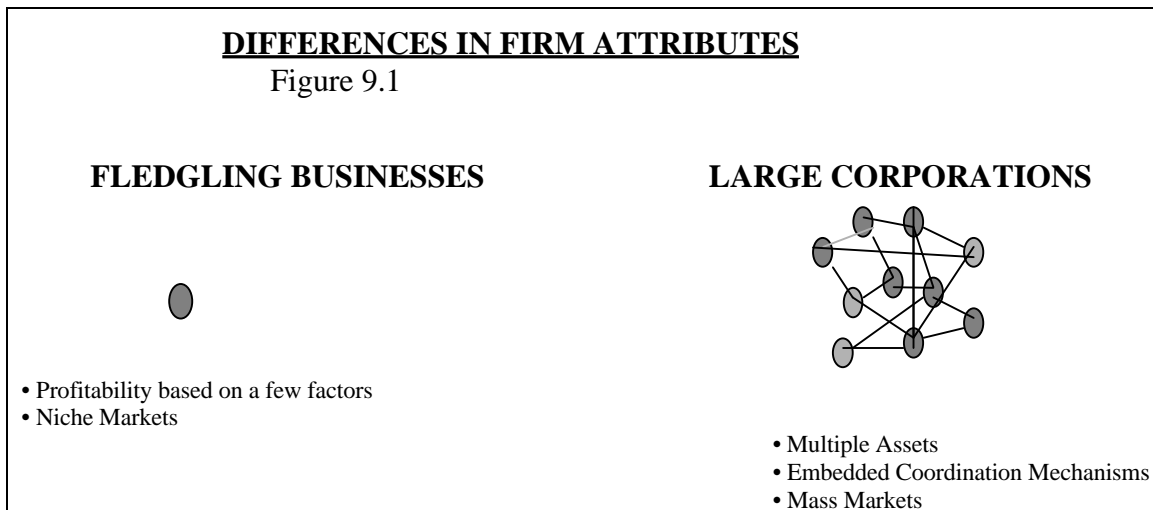 DIFFERENCES IN FIRM ATTRIBUTES
Figure 9.1
FLEDGLING BUSINESSES
LARGE CORPORATIONS
• Profitability based on a few factors
• Niche Markets
• Multiple Assets
• Embedded Coordination Mechanisms
• Mass Markets